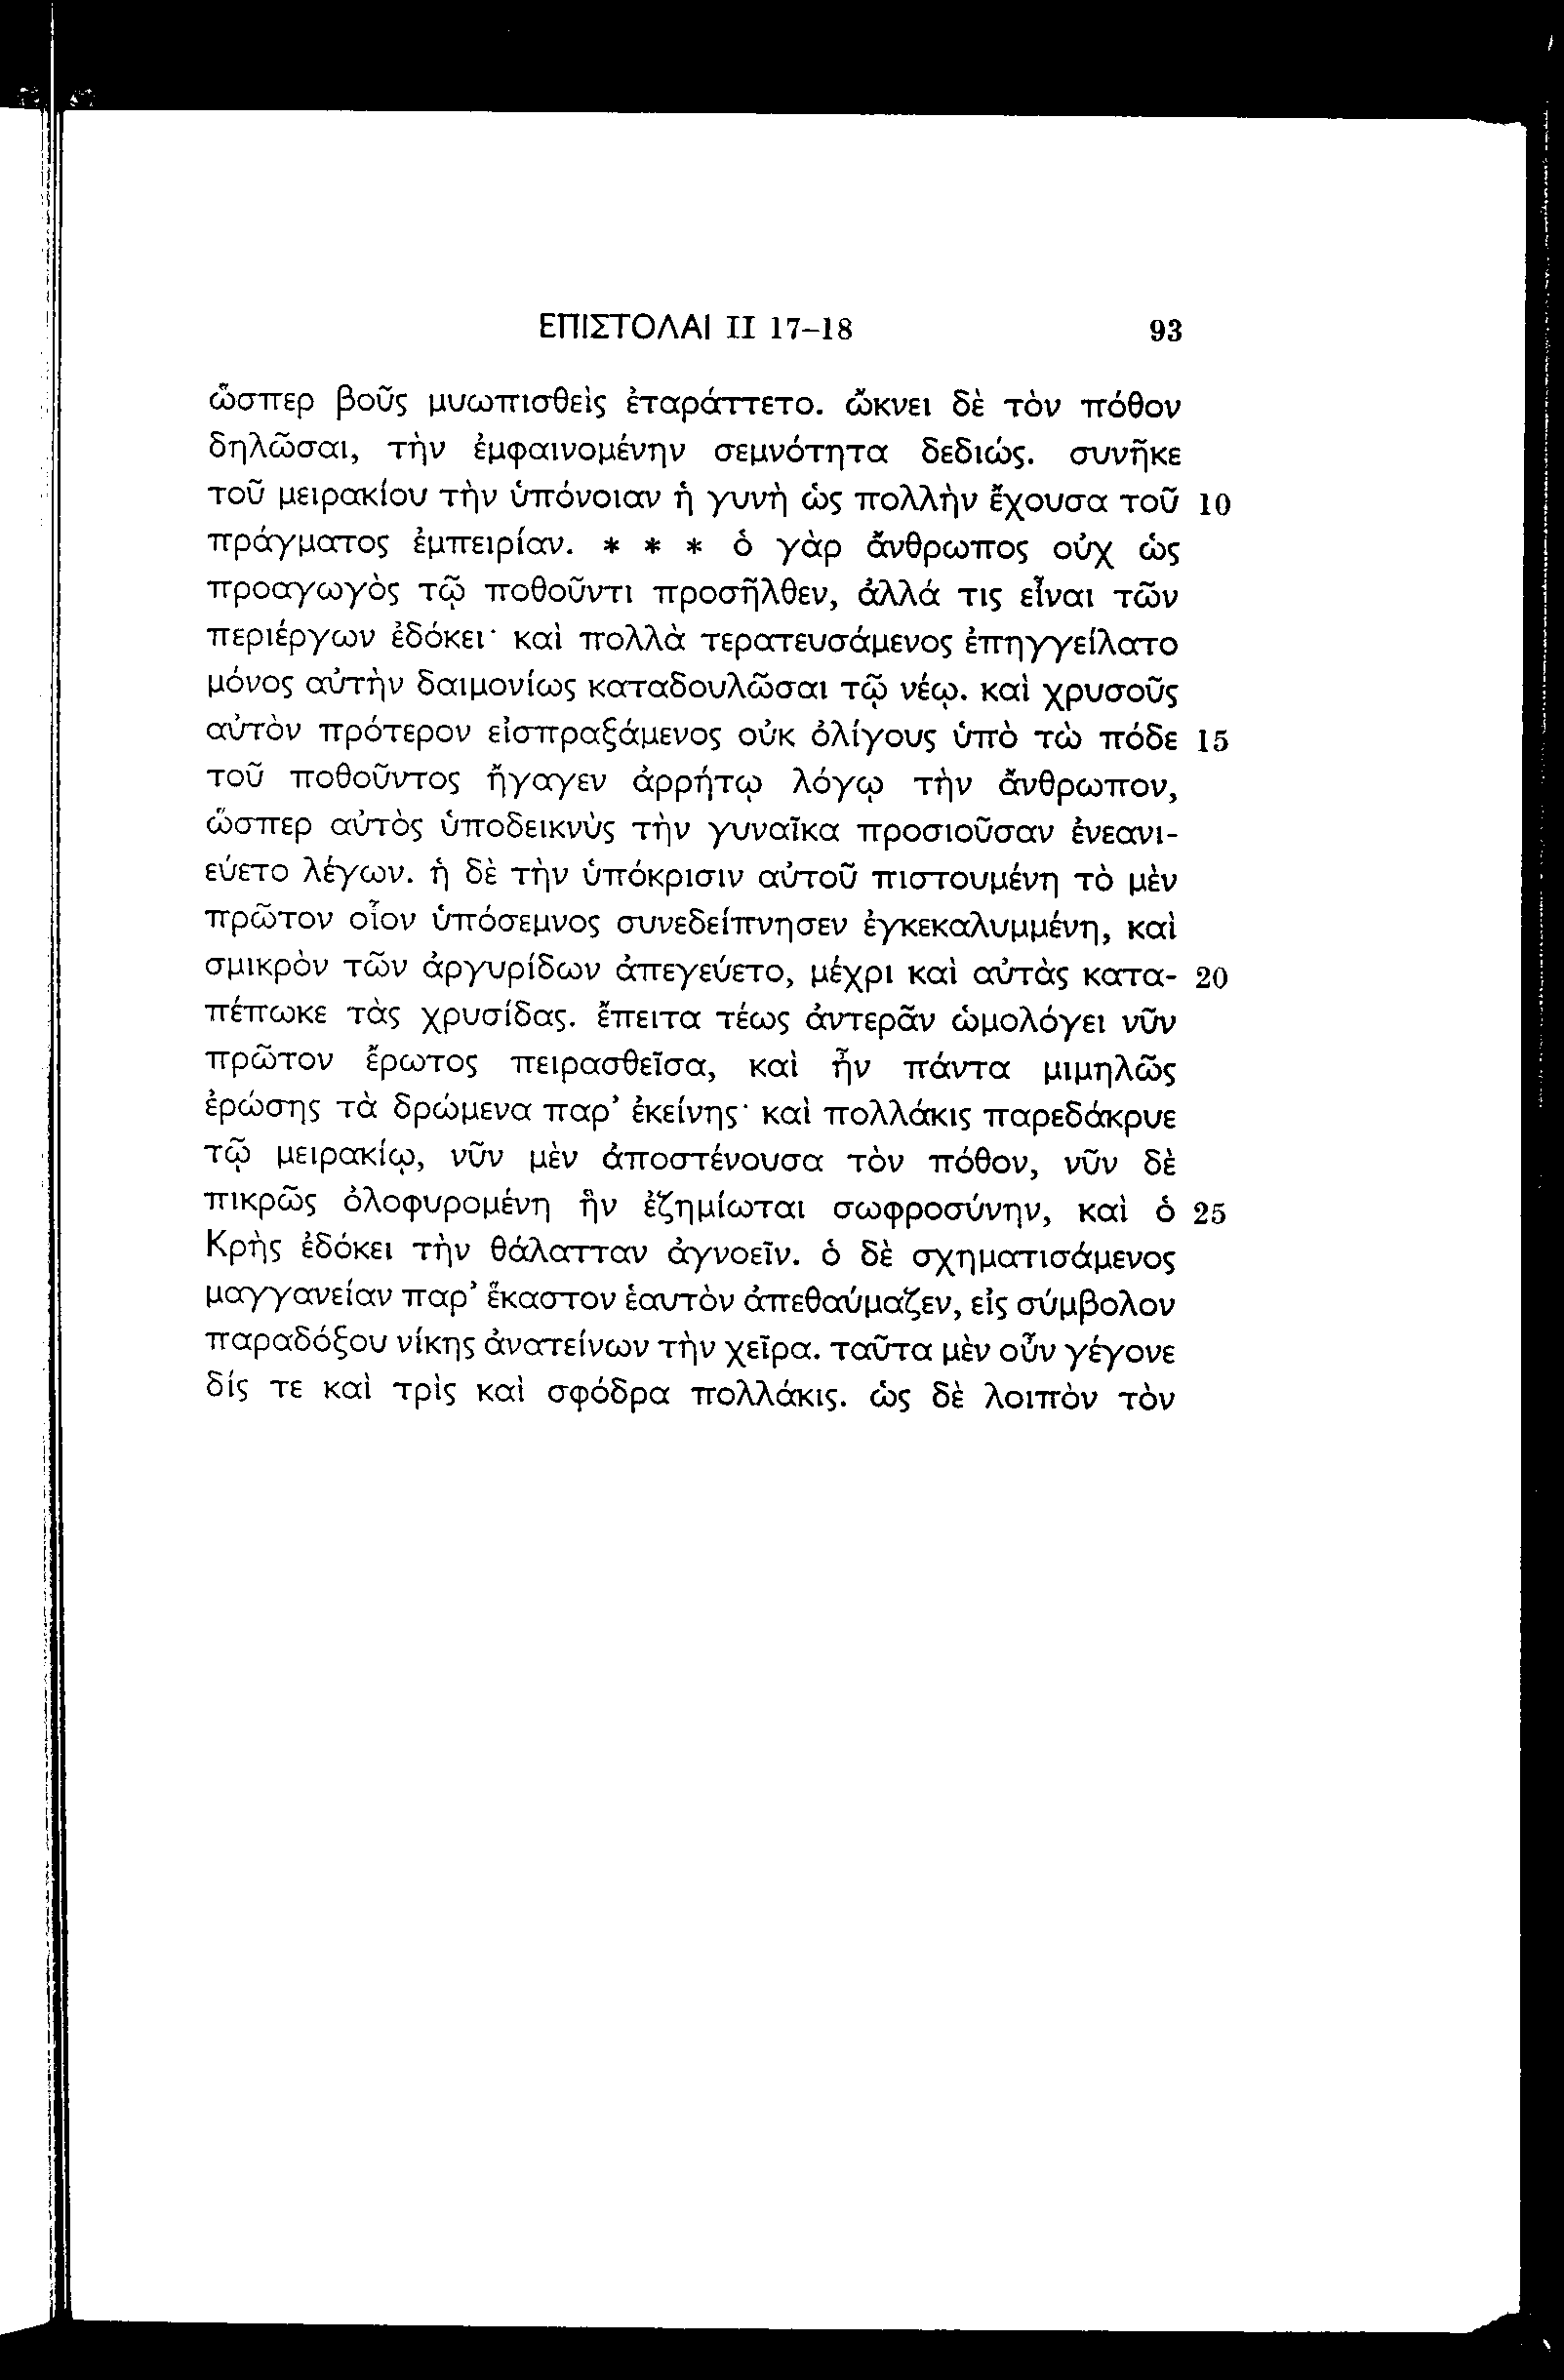 ΕΠΙΣΤΟΛΑΙ II 17–18 93
ὥσπερ βοῦς μυωπισθεὶς ἐταράττετο. ὤκνει δὲ τὸν πόθον
δηλῶσαι, τὴν ἐμφαινομένην σεμνότητα δεδιώς. συνῆκε
τοῦ μειρακίου τὴν ὑπόνοιαν ἡ γυνὴ ὡς πολλὴν ἔχουσα τοῦ 10
πράγματος ἐμπειρίαν. * * * ὁ γὰρ ἄνθρωπος οὐχ ὡς
προαγωγὸς τῷ ποθοῦντι προσῆλθεν, ἀλλά τις εἶναι τῶν
περιέργων ἐδόκει· καὶ πολλὰ τερατευσάμενος ἐπηγγείλατο
μόνος αὐτὴν δαιμονίως καταδουλῶσαι τῷ νέῳ. καὶ χρυσοῦς
αὐτὸν πρότερον εἰσπραξάμενος οὐκ ὀλίγους ὑπὸ τὼ πόδε 15
τοῦ ποθοῦντος ἤγαγεν ἀρρήτῳ λόγῳ τὴν ἄνθρωπον,
ὥσπερ αὐτὸς ὑποδεικνὺς τὴν γυναῖκα προσιοῦσαν ἐνεανι-
εύετο λέγων. ἡ δὲ τὴν ὑπόκρισιν αὐτοῦ πιστουμένη τὸ μὲν
πρῶτον οἷον ὑπόσεμνος συνεδείπνησεν ἐγκεκαλυμμένη, καὶ
σμικρὸν τῶν ἀργυρίδων ἀπεγεύετο, μέχρι καὶ αὐτὰς κατα- 20
πέπωκε τὰς χρυσίδας. ἔπειτα τέως ἀντερᾶν ὡμολόγει νῦν
πρῶτον ἔρωτος πειρασθεῖσα, καὶ ἦν πάντα μιμηλῶς
ἐρώσης τὰ δρώμενα παρ’ ἐκείνης· καὶ πολλάκις παρεδάκρυε
τῷ μειρακίῳ, νῦν μὲν ἀποστένουσα τὸν πόθον, νῦν δὲ
πικρῶς ὀλοφυρομένη ἣν ἐζημίωται σωφροσύνην, καὶ ὁ 25
Κρὴς ἐδόκει τὴν θάλατταν ἀγνοεῖν. ὁ δὲ σχηματισάμενος
μαγγανείαν παρ’ ἕκαστον ἑαυτὸν ἀπεθαύμαζεν, εἰς σύμβολον
παραδόξου νίκης ἀνατείνων τὴν χεῖρα. ταῦτα μὲν οὖν γέγονε
δίς τε καὶ τρὶς καὶ σφόδρα πολλάκις. ὡς δὲ λοιπὸν τὸν